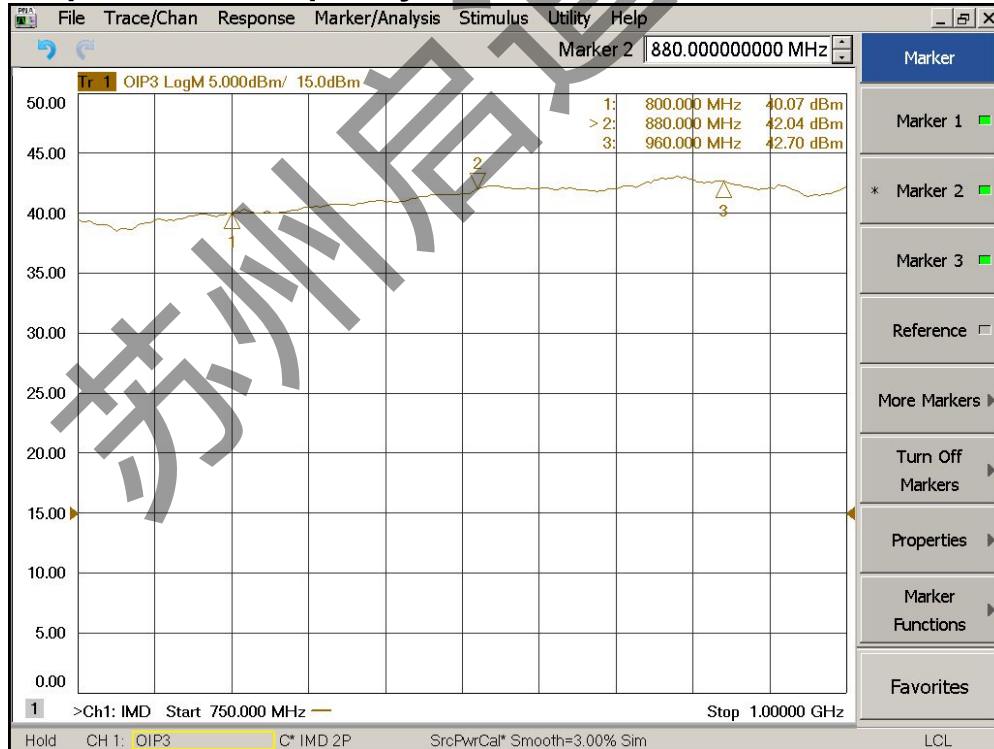 File Trace/Chan Response Marker/Analysis Stimulus Utility Help
Marker 2 880.000000000 MHz
Tr 1 OIP3 LogM 5.000dBm/ 15.0dBm
1: 800.000 MHz 40.07 dBm
> 2: 880.000 MHz 42.04 dBm
3: 960.000 MHz 42.70 dBm
50.00
45.00
40.00
35.00
30.00
25.00
20.00
15.00
10.00
5.00
0.00
1
2
3
1 >Ch1: IMD Start 750.000 MHz Stop 1.00000 GHz
Hold CH 1: OIP3 C* IMD 2P SrcPwrCal* Smooth=3.00% Sim LCL
Marker
Marker 1
* Marker 2
Marker 3
Reference
More Markers
Turn Off
Markers
Properties
Marker
Functions
Favorites
苏州启通